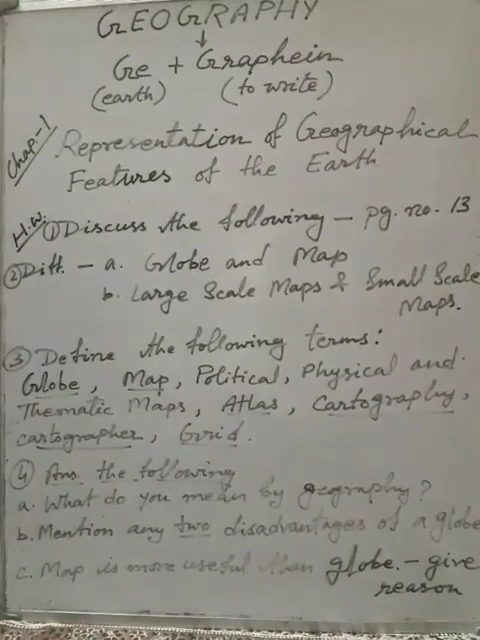 GEOGRAPHY
↓
Ge + Graphein
(earth) (to write)
Chap-1
Representation of Geographical
Features of the Earth
H.W.
① Discuss the following – pg. no. 13
② Diff. – a. Globe and Map
b. Large Scale Maps & Small Scale
Maps.
③ Define the following terms:
Globe, Map, Political, Physical and
Thematic Maps, Atlas, Cartography,
cartographer, Grid.
④ Ans. the following
a. What do you mean by geography?
b. Mention any two disadvantages of a globe
c. Map is more useful than globe. – give
reason